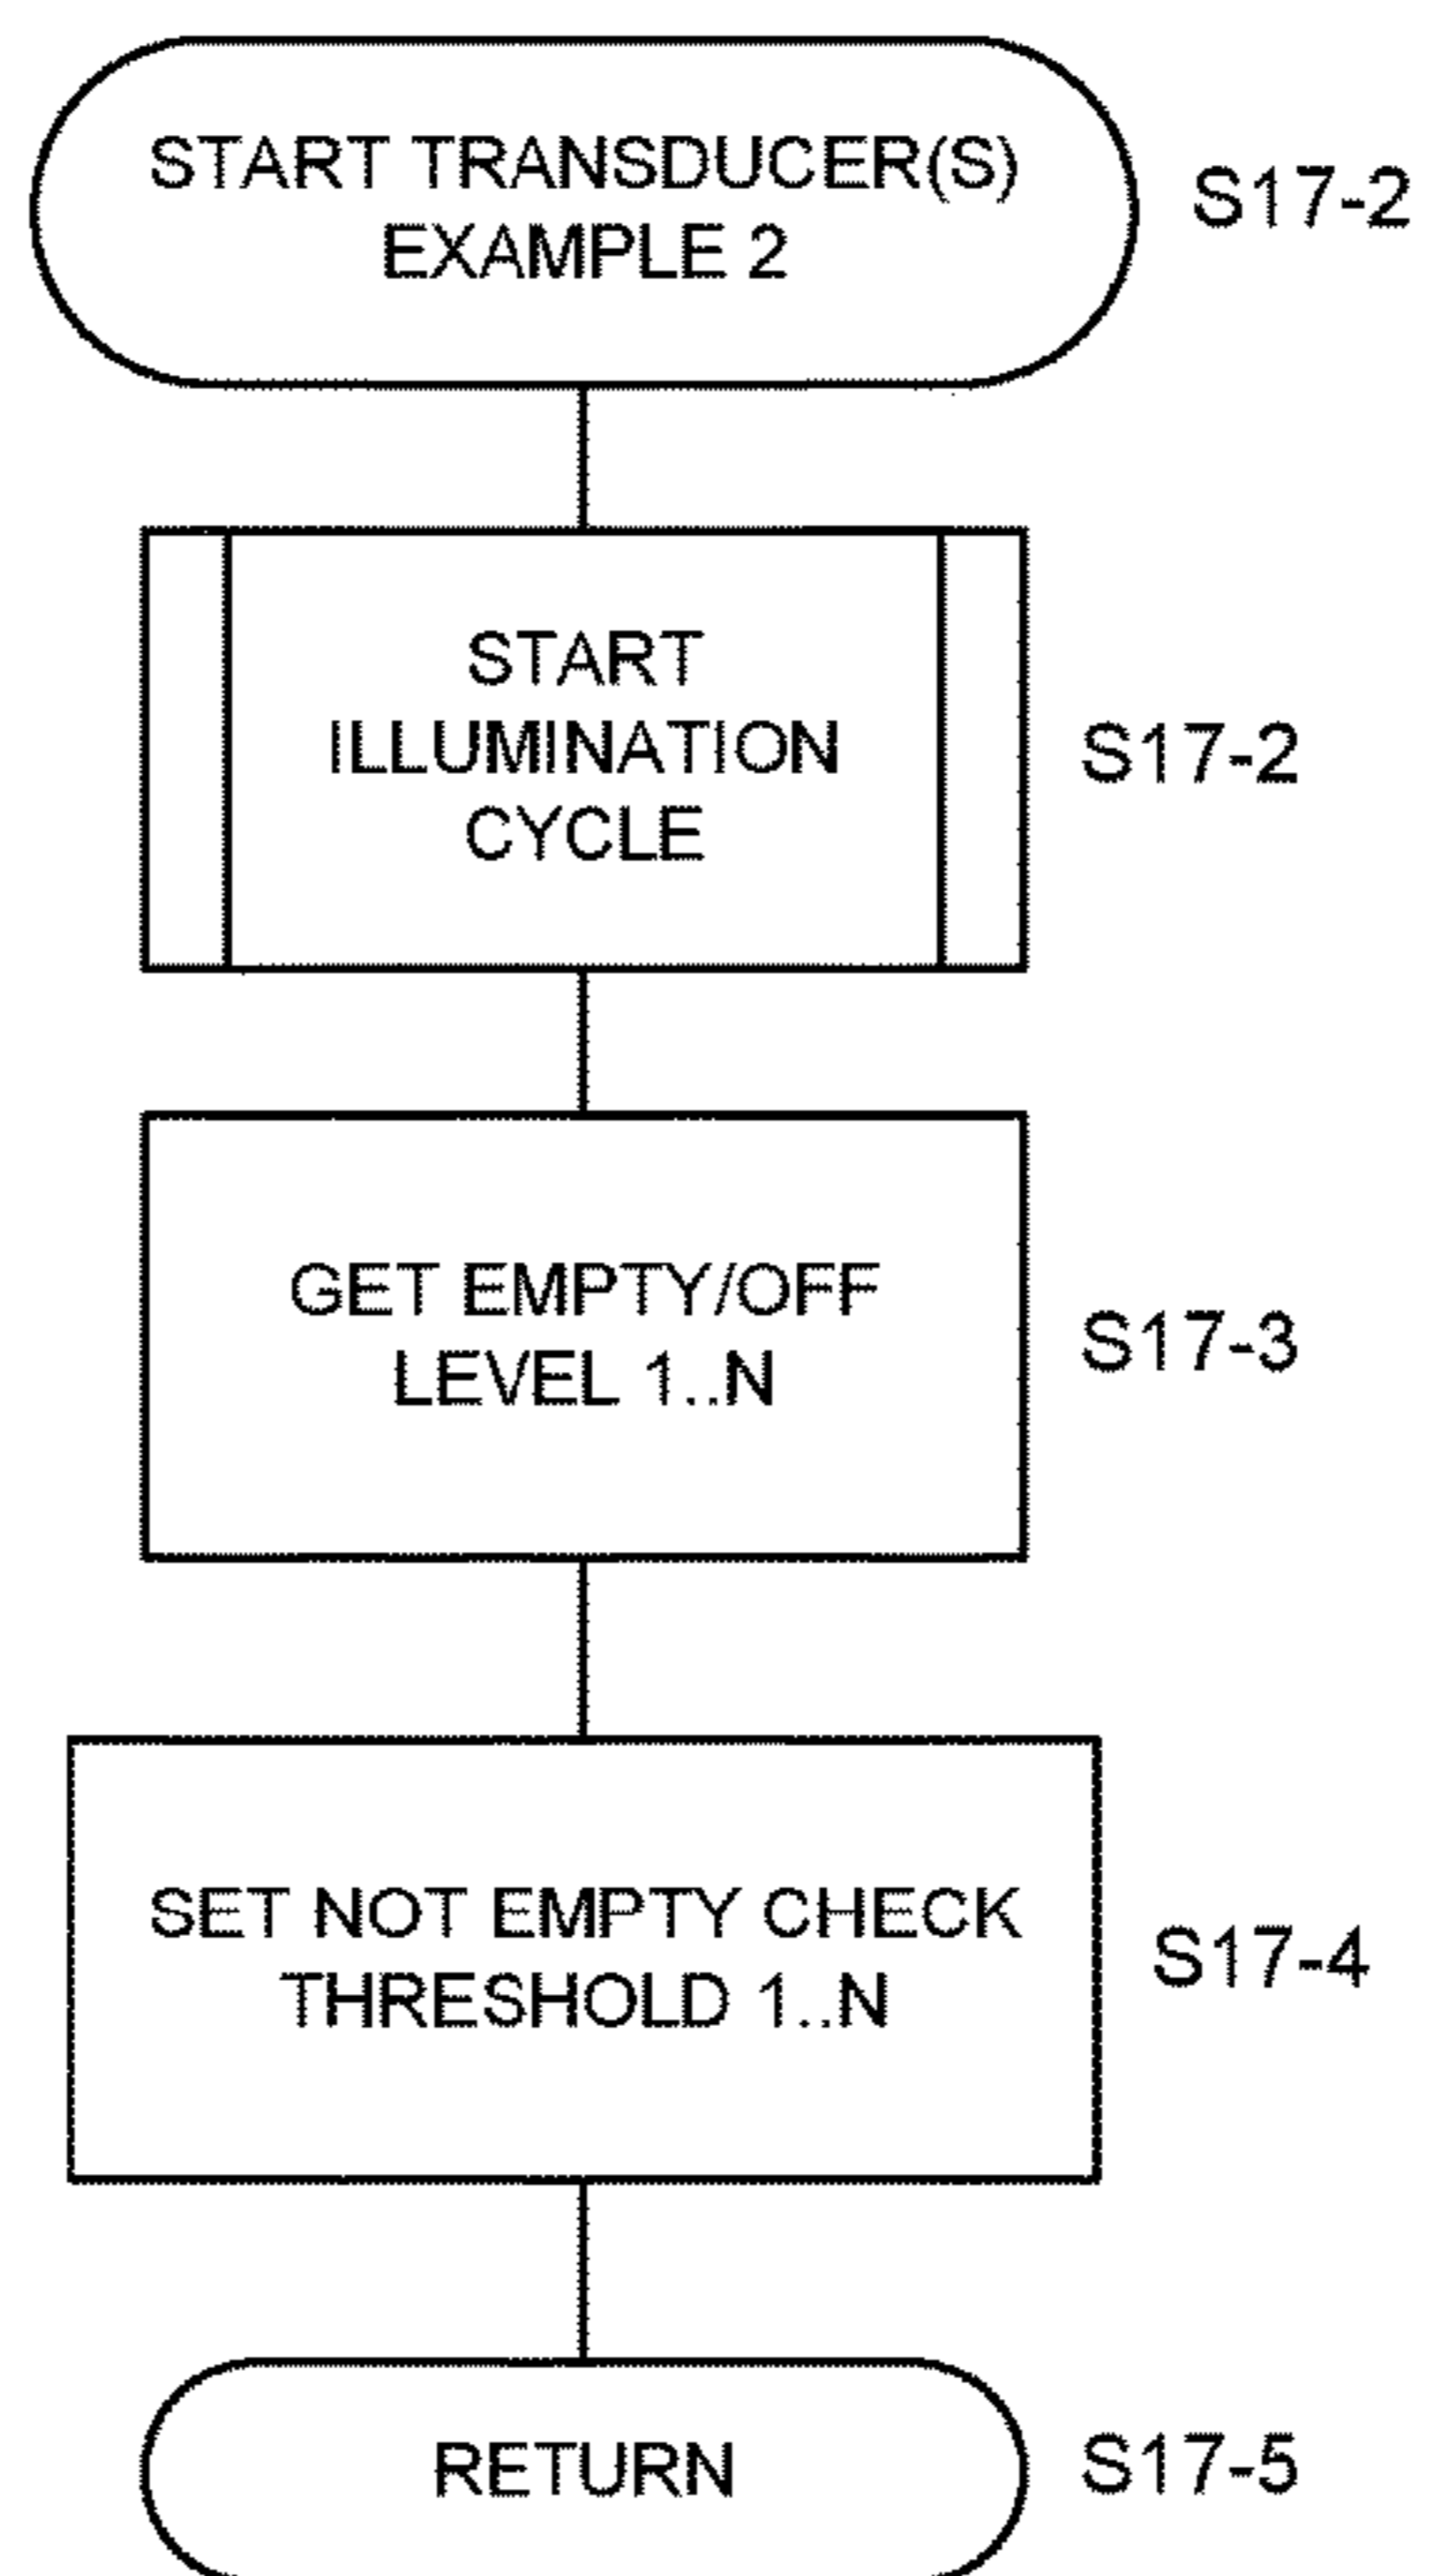 START TRANSDUCER(S)
EXAMPLE 2
S17-2
START
ILLUMINATION
CYCLE
S17-2
GET EMPTY/OFF
LEVEL 1..N
S17-3
SET NOT EMPTY CHECK
THRESHOLD 1..N
S17-4
RETURN
S17-5